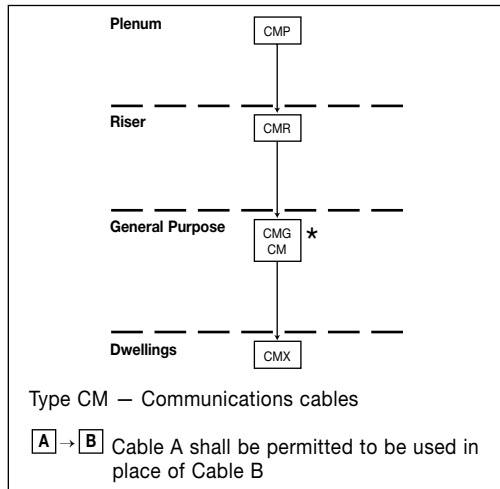 Plenum
CMP
Riser
CMR
General Purpose
CMG
CM
*
Dwellings
CMX
Type CM — Communications cables
A → B Cable A shall be permitted to be used in
place of Cable B